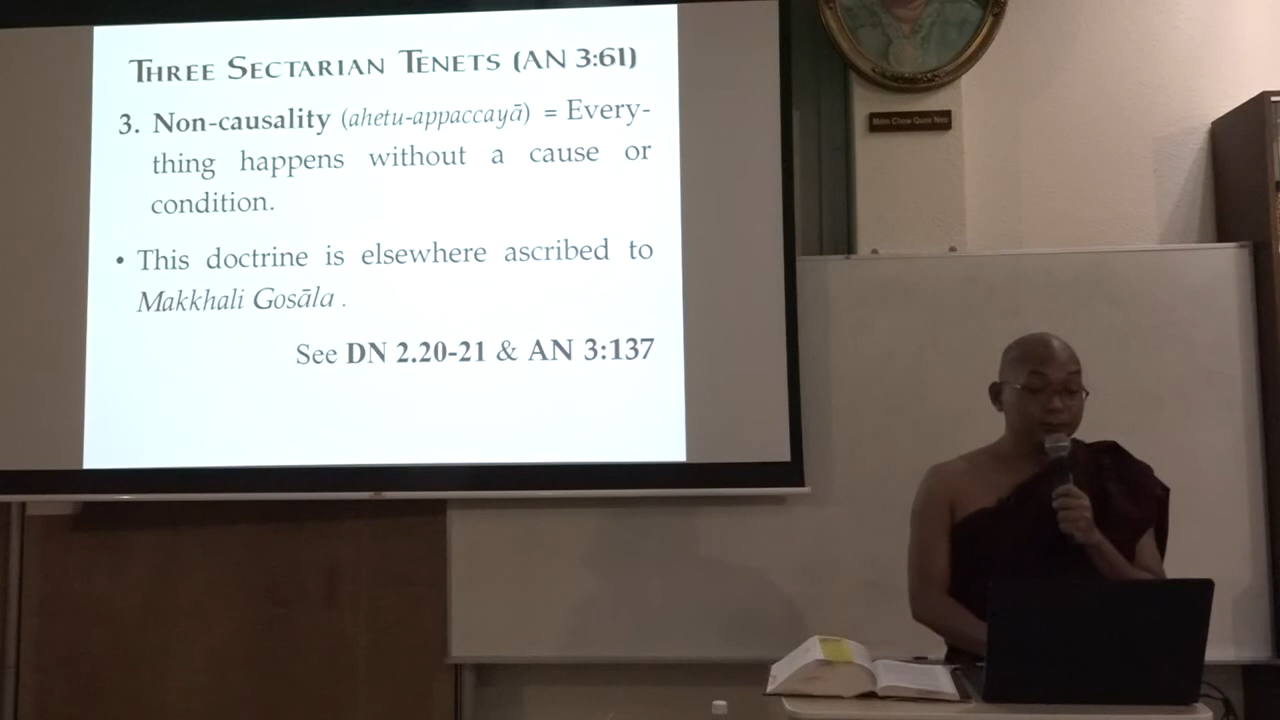 THREE SECTARIAN TENETS (AN 3:61)
3. Non-causality (ahetu-appaccayā) = Every-
thing happens without a cause or
condition.
• This doctrine is elsewhere ascribed to
Makkhali Gosāla .
See DN 2.20-21 & AN 3:137